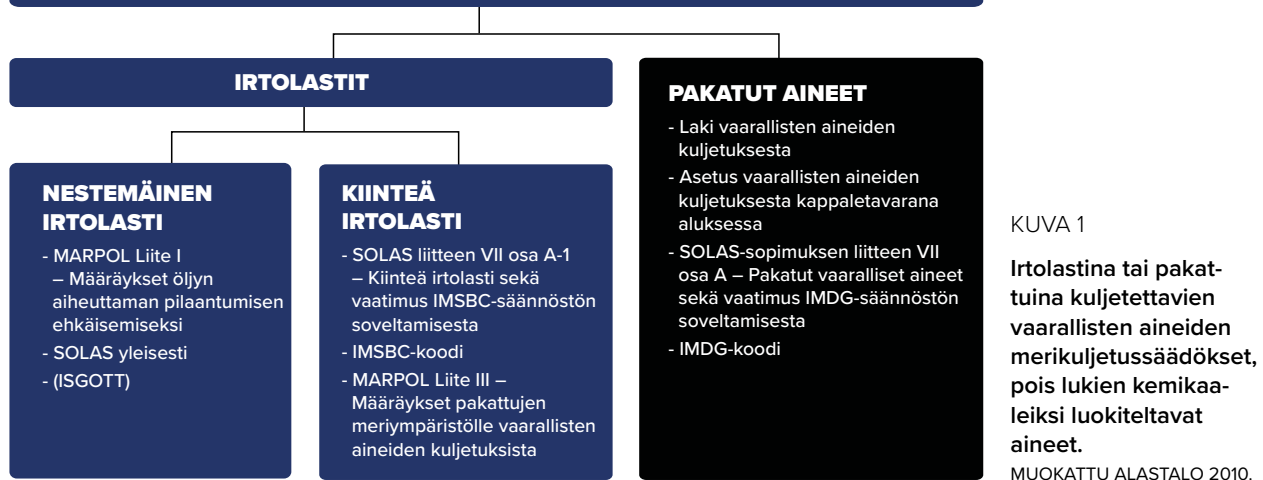 IRTOLASTIT
NESTEMÄINEN
IRTOLASTI
- MARPOL Liite I
– Määräykset öljyn
aiheuttaman pilaantumisen
ehkäisemiseksi
- SOLAS yleisesti
- (ISGOTT)
KIINTEÄ
IRTOLASTI
- SOLAS liitteen VII osa A-1
– Kiinteä irtolasti sekä
vaatimus IMSBC-säännöstön
soveltamisesta
- IMSBC-koodi
- MARPOL Liite III –
Määräykset pakattujen
meriympäristölle vaarallisten
aineiden kuljetuksista
PAKATUT AINEET
- Laki vaarallisten aineiden
kuljetuksesta
- Asetus vaarallisten aineiden
kuljetuksesta kappaletavarana
aluksessa
- SOLAS-sopimuksen liitteen VII
osa A – Pakatut vaaralliset aineet
sekä vaatimus IMDG-säännöstön
soveltamisesta
- IMDG-koodi
KUVA 1
Irtolastina tai pakat-
tuina kuljetettavien
vaarallisten aineiden
merikuljetussäädökset,
pois lukien kemikaa-
leiksi luokiteltavat
aineet.
MUOKATTU ALASTALO 2010.